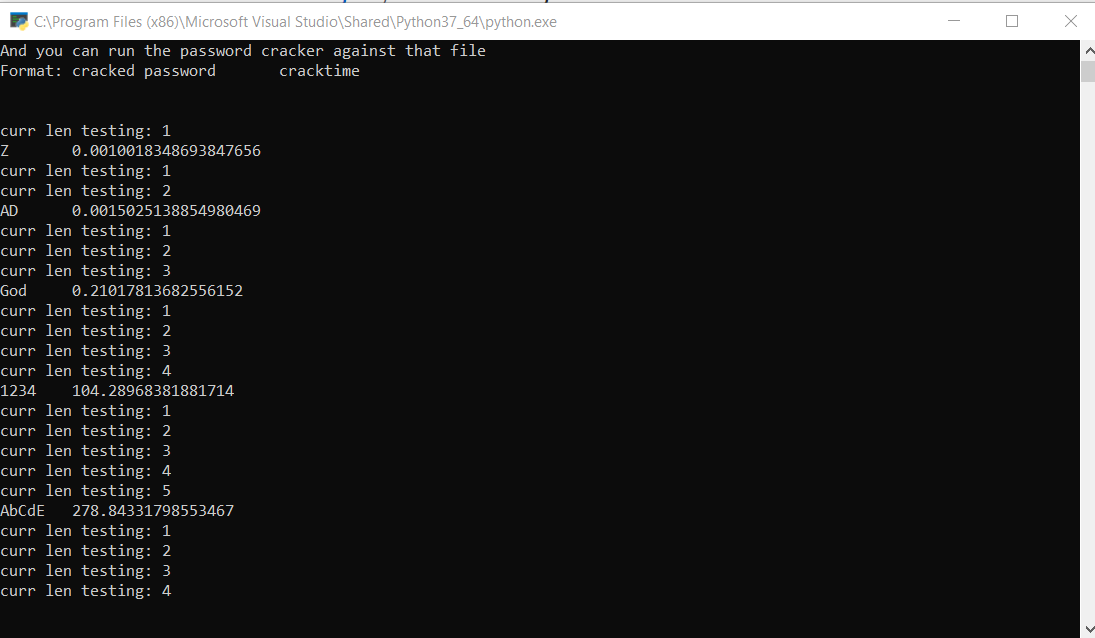 C:\Program Files (x86)\Microsoft Visual Studio\Shared\Python37_64\python.exe
And you can run the password cracker against that file
Format: cracked password       cracktime
curr len testing: 1
Z       0.0010018348693847656
curr len testing: 1
curr len testing: 2
AD      0.0015025138854980469
curr len testing: 1
curr len testing: 2
curr len testing: 3
God     0.21017813682556152
curr len testing: 1
curr len testing: 2
curr len testing: 3
curr len testing: 4
1234    104.28968381881714
curr len testing: 1
curr len testing: 2
curr len testing: 3
curr len testing: 4
curr len testing: 5
AbCdE   278.84331798553467
curr len testing: 1
curr len testing: 2
curr len testing: 3
curr len testing: 4